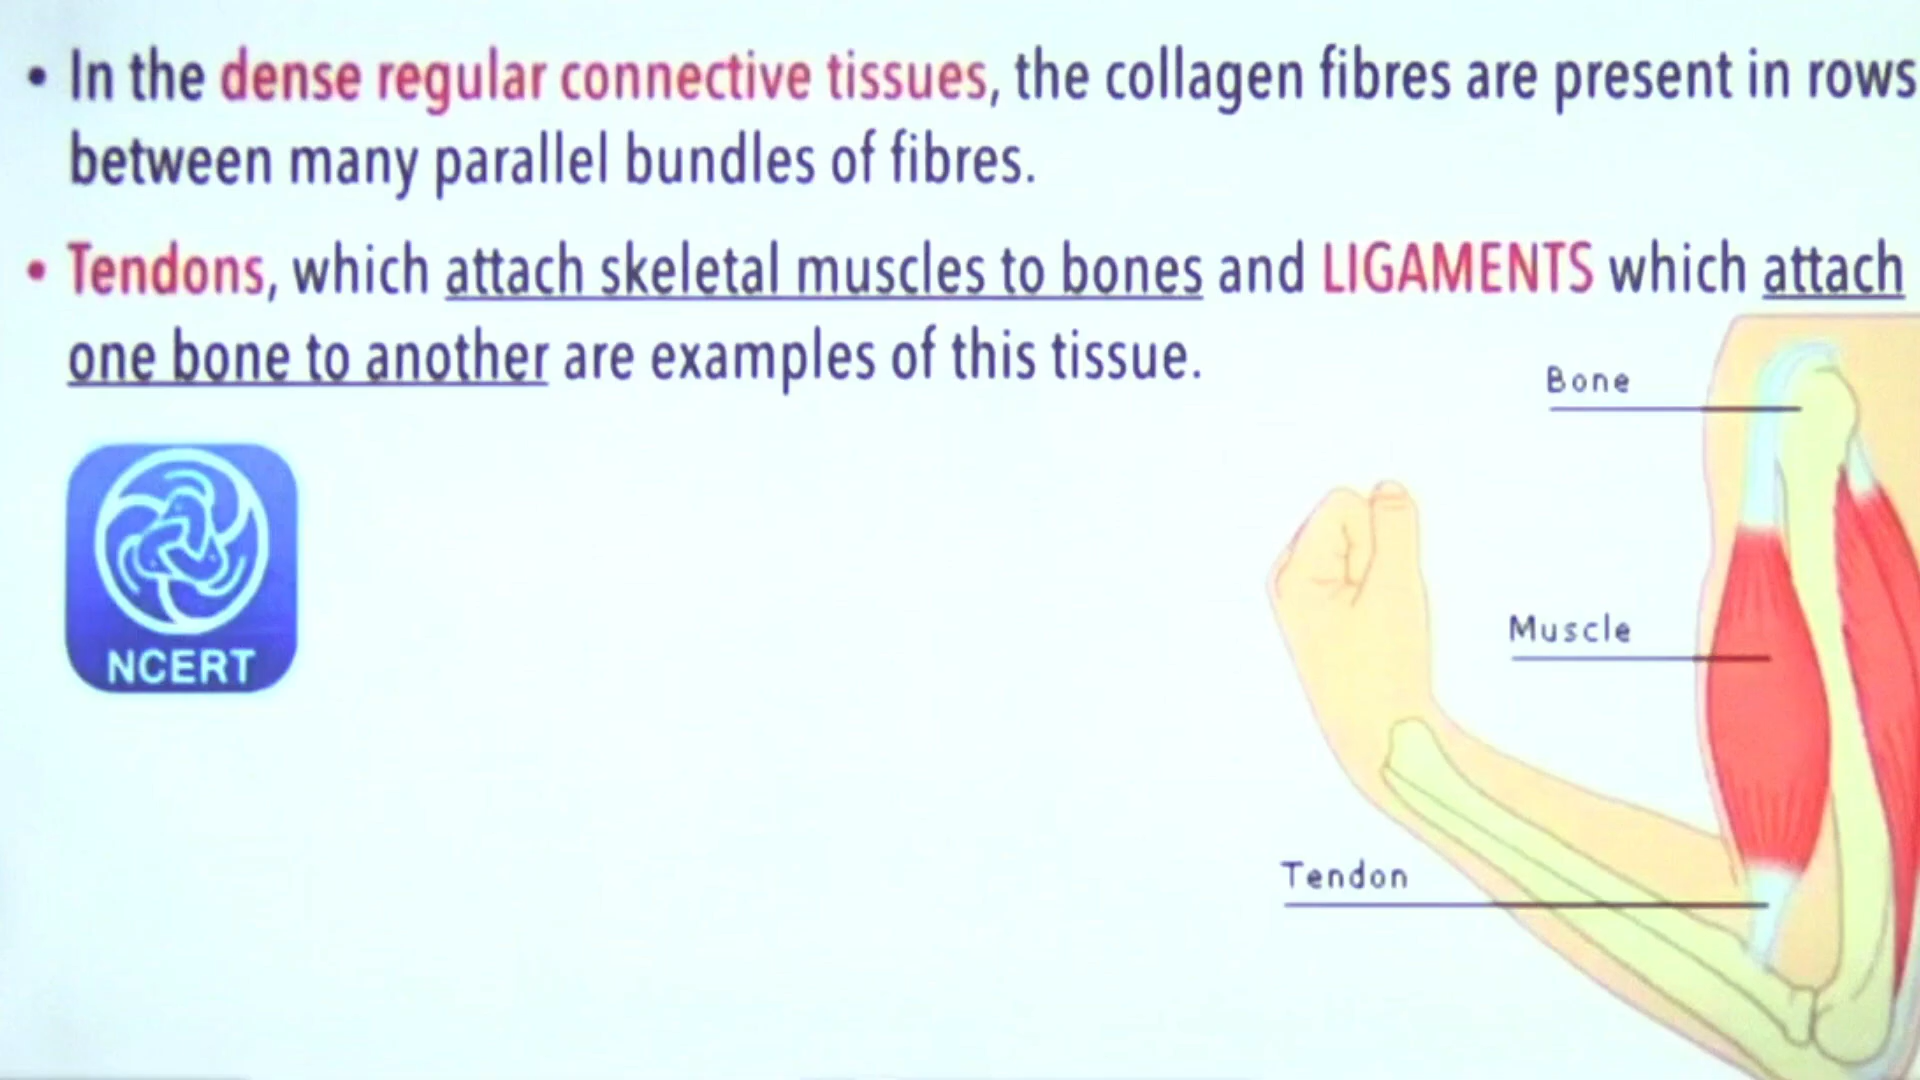 • In the dense regular connective tissues, the collagen fibres are present in rows
between many parallel bundles of fibres.
• Tendons, which attach skeletal muscles to bones and LIGAMENTS which attach
one bone to another are examples of this tissue.
Bone
NCERT
Muscle
Tendon